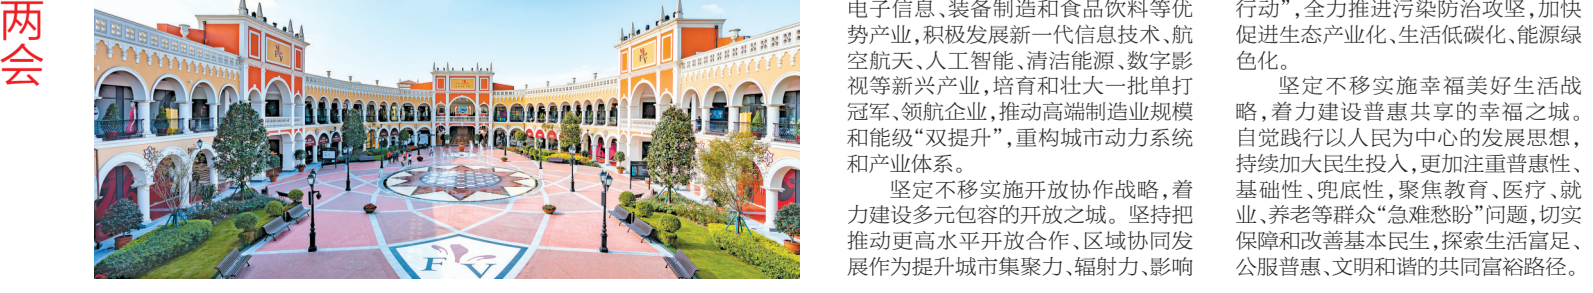 两
会
FV
F V
电子信息、装备制造和食品饮料等优
势产业,积极发展新一代信息技术、航
空航天、人工智能、清洁能源、数字影
视等新兴产业,培育和壮大一批单打
冠军、领航企业,推动高端制造业规模
和能级“双提升”,重构城市动力系统
和产业体系。
坚定不移实施开放协作战略,着
力建设多元包容的开放之城。坚持把
推动更高水平开放合作、区域协同发
展作为提升城市集聚力、辐射力、影响
行动”,全力推进污染防治攻坚,加快
促进生态产业化、生活低碳化、能源绿
色化。
坚定不移实施幸福美好生活战
略,着力建设普惠共享的幸福之城。
自觉践行以人民为中心的发展思想,
持续加大民生投入,更加注重普惠性、
基础性、兜底性,聚焦教育、医疗、就
业、养老等群众“急难愁盼”问题,切实
保障和改善基本民生,探索生活富足、
公服普惠、文明和谐的共同富裕路径。